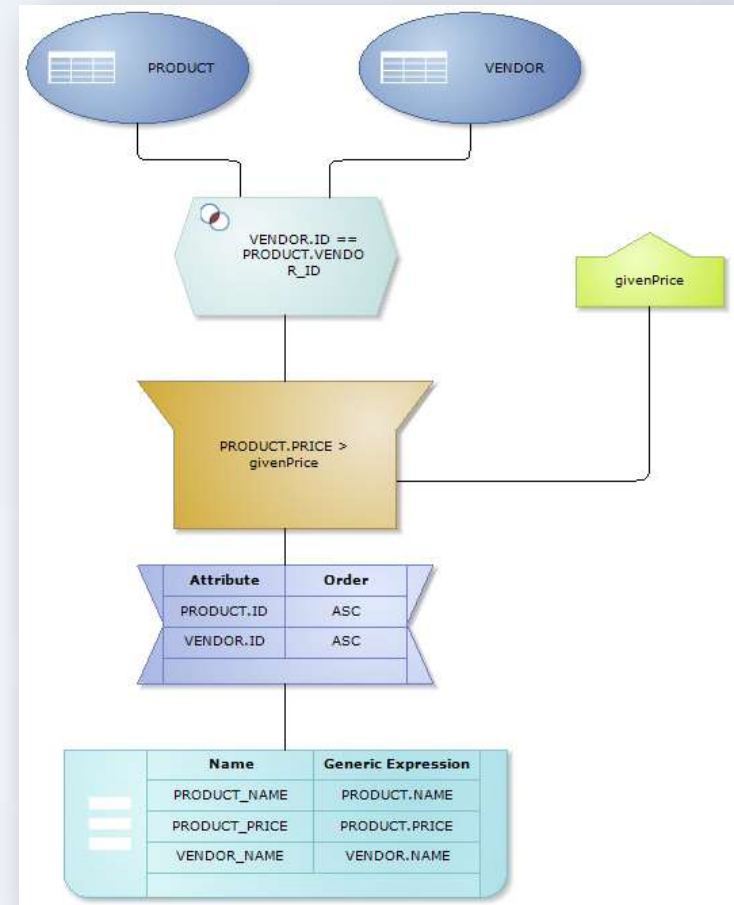 PRODUCT
VENDOR
VENDOR.ID ==
PRODUCT.VENDO
R_ID
givenPrice
PRODUCT.PRICE >
givenPrice
Attribute Order
PRODUCT.ID ASC
VENDOR.ID ASC
Name Generic Expression
PRODUCT_NAME PRODUCT.NAME
PRODUCT_PRICE PRODUCT.PRICE
VENDOR_NAME VENDOR.NAME